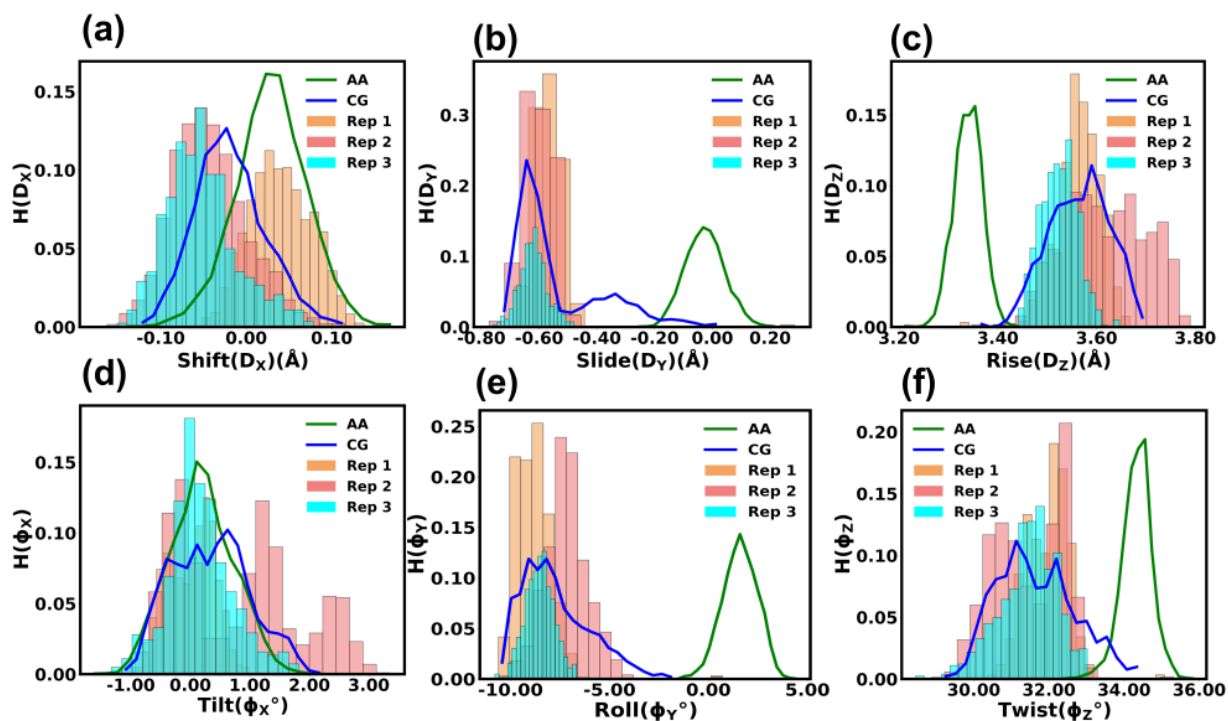 (a)
H(D_X)
0.15
0.10
0.05
0.00
-0.10
0.00
0.10
Shift(D_X)(Å)
AA
CG
Rep 1
Rep 2
Rep 3
(b)
H(D_Y)
0.3
0.2
0.1
0.0
-0.80
-0.60
-0.40
-0.20
0.00
0.20
Slide(D_Y)(Å)
AA
CG
Rep 1
Rep 2
Rep 3
(c)
H(D_Z)
0.15
0.10
0.05
0.00
3.20
3.40
3.60
3.80
Rise(D_Z)(Å)
AA
CG
Rep 1
Rep 2
Rep 3
(d)
H(ϕ_X)
0.15
0.10
0.05
0.00
-1.00
0.00
1.00
2.00
3.00
Tilt(ϕ_X°)
AA
CG
Rep 1
Rep 2
Rep 3
(e)
H(ϕ_Y)
0.25
0.20
0.15
0.10
0.05
0.00
-10.00
-5.00
0.00
5.00
Roll(ϕ_Y°)
AA
CG
Rep 1
Rep 2
Rep 3
(f)
H(ϕ_Z)
0.20
0.15
0.10
0.05
0.00
30.00
32.00
34.00
36.00
Twist(ϕ_Z°)
AA
CG
Rep 1
Rep 2
Rep 3